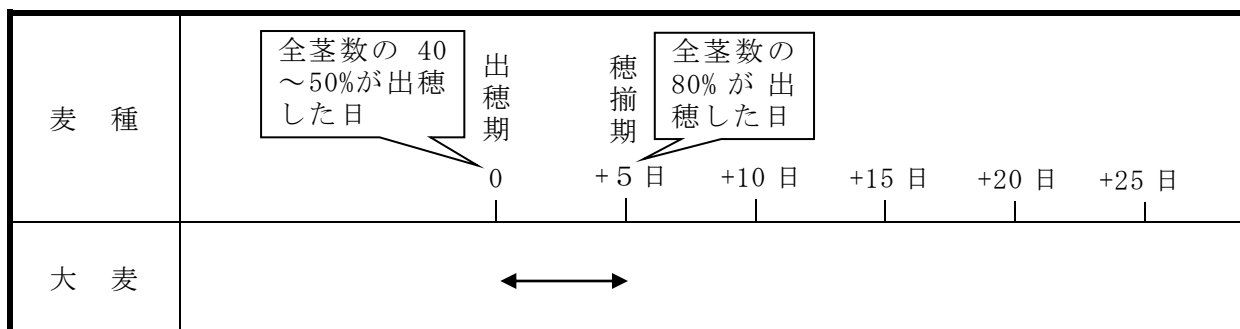 麦 種
全茎数の 40
～50%が出穂
した日
出穂期
穂揃期
全茎数の
80% が 出
穂した日
0
+５日
+10 日
+15 日
+20 日
+25 日
大 麦